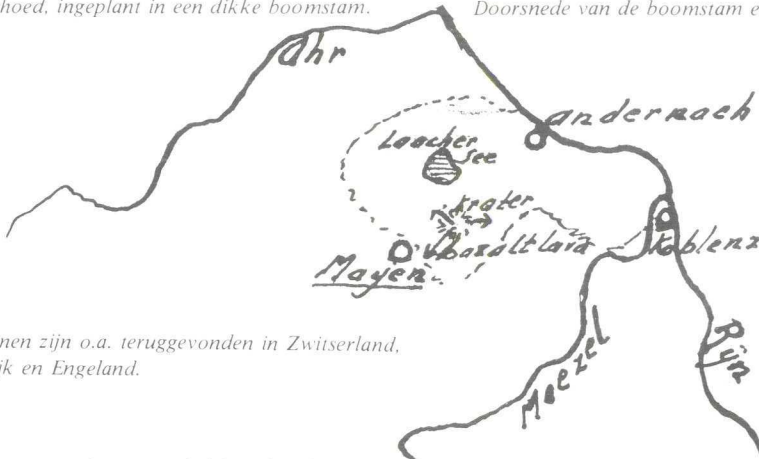 hoed, ingeplant in een dikke boomstam.
Doorsnede van de boomstam e
Ahr
andernach
Laacher
See
krater
basaltlava
Koblenz
Mayen
nen zijn o.a. teruggevonden in Zwitserland,
ijk en Engeland.
Moezel
Rijn